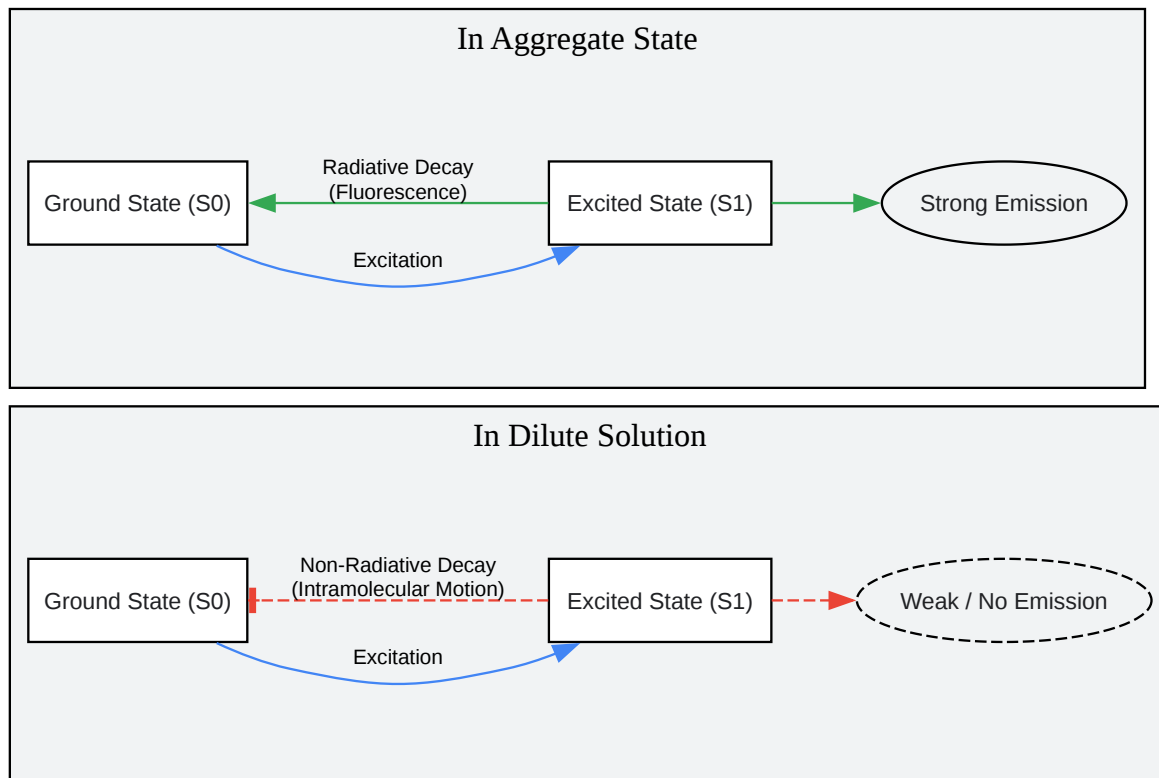 In Aggregate State
Radiative Decay
(Fluorescence)
Ground State (S0)
Excited State (S1)
Strong Emission
Excitation
In Dilute Solution
Non-Radiative Decay
(Intramolecular Motion)
Ground State (S0)
Excited State (S1)
Weak / No Emission
Excitation